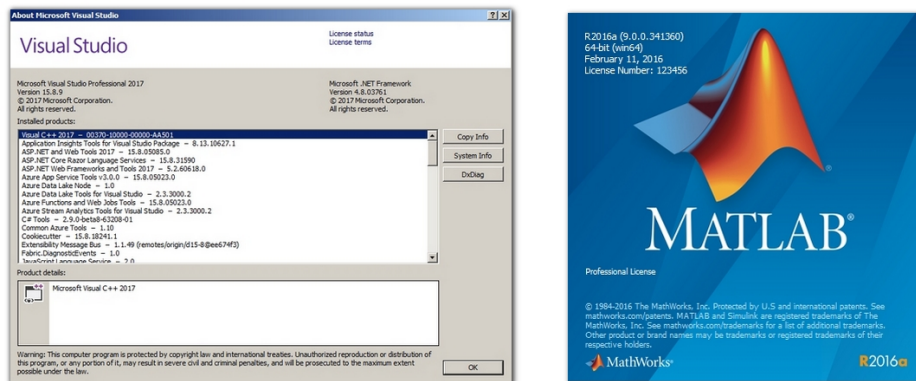 About Microsoft Visual Studio
Visual Studio
License status
License terms
Microsoft Visual Studio Professional 2017
Version 15.8.9
© 2017 Microsoft Corporation.
All rights reserved.
Microsoft .NET Framework
Version 4.8.03761
© 2017 Microsoft Corporation.
All rights reserved.
Installed products:
Visual C++ 2017 – 00370-10000-00000-AA501
Application Insights Tools for Visual Studio Package – 8.13.10627.1
ASP.NET and Web Tools 2017 – 15.8.05085.0
ASP.NET Core Razor Language Services – 15.8.31590
ASP.NET Web Frameworks and Tools 2017 – 5.2.60618.0
Azure App Service Tools v3.0.0 – 15.8.05023.0
Azure Data Lake Node – 1.0
Azure Data Lake Tools for Visual Studio – 2.3.3000.2
Azure Functions and Web Jobs Tools – 15.8.05023.0
Azure Stream Analytics Tools for Visual Studio – 2.3.3000.2
C# Tools – 2.9.0-beta8-63208-01
Common Azure Tools – 1.10
Cookiecutter – 15.8.18241.1
Extensibility Message Bus – 1.1.49 (remotes/origin/d15-8@ee674f3)
Fabric.DiagnosticEvents – 1.0
JavaScript Language Service – 2.0
Copy Info
System Info
DxDiag
Product details:
Microsoft Visual C++ 2017
Warning: This computer program is protected by copyright law and international treaties. Unauthorized reproduction or distribution of
this program, or any portion of it, may result in severe civil and criminal penalties, and will be prosecuted to the maximum extent
possible under the law.
OK
R2016a (9.0.0.341360)
64-bit (win64)
February 11, 2016
License Number: 123456
MATLAB®
Professional License
© 1984-2016 The MathWorks, Inc. Protected by U.S and international patents. See
mathworks.com/patents. MATLAB and Simulink are registered trademarks of The
MathWorks, Inc. See mathworks.com/trademarks for a list of additional trademarks.
Other product or brand names may be trademarks or registered trademarks of their
respective holders.
MathWorks®
R2016a